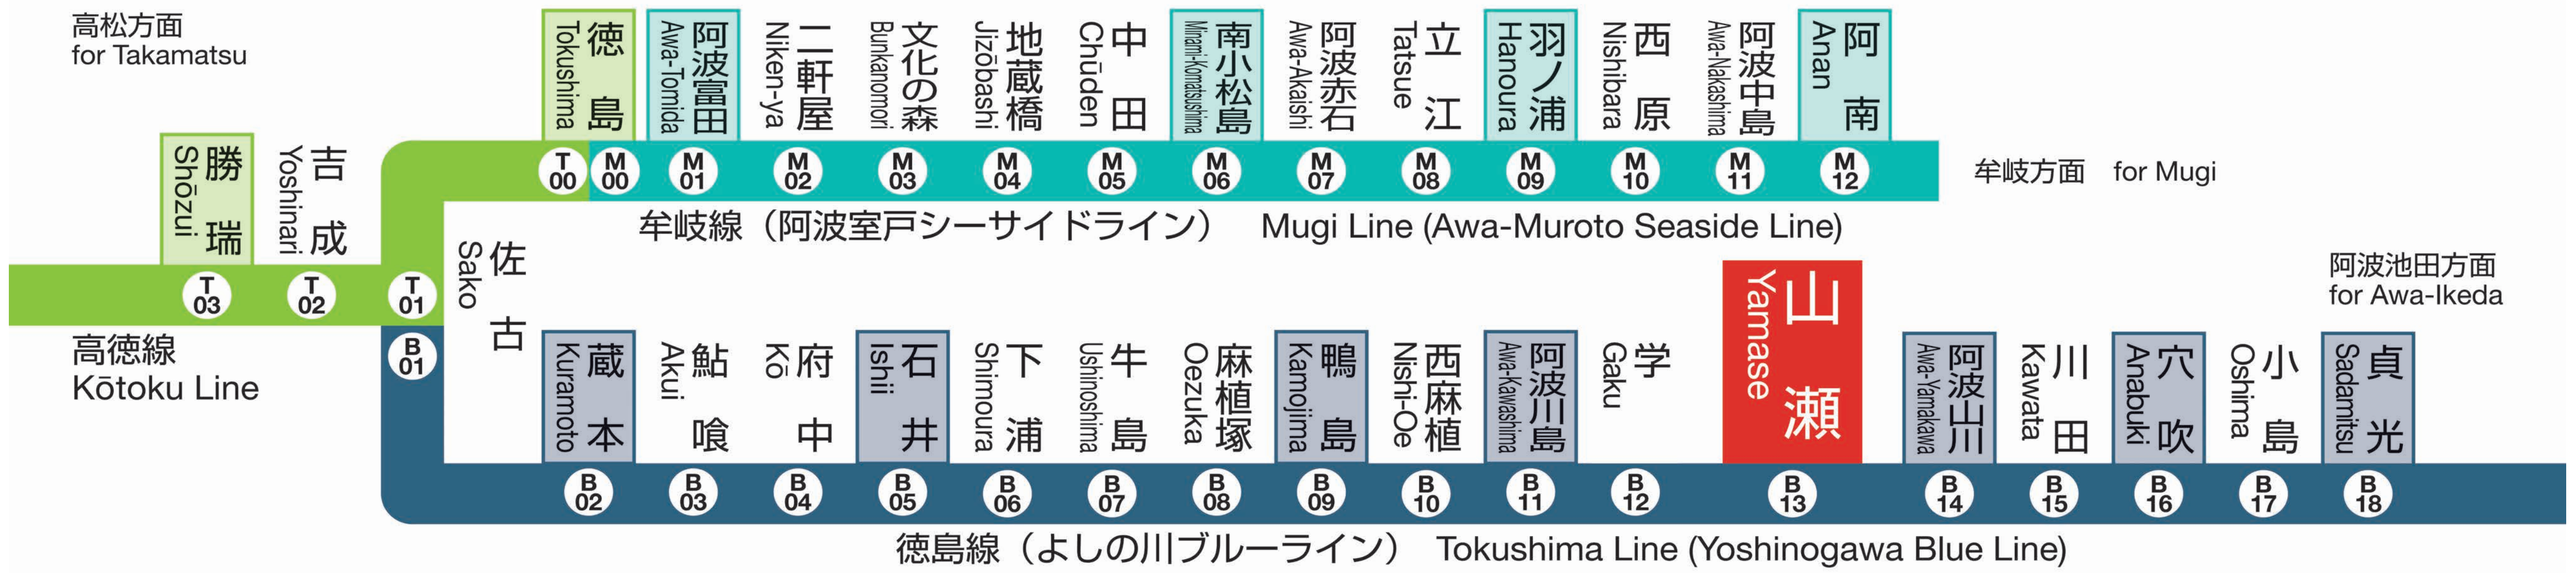 高松方面
for Takamatsu
勝瑞
Shōzui
T
03
吉成
Yoshinari
T
02
佐古
Sako
T
01
B
01
高徳線
Kōtoku Line
徳島
Tokushima
T
00
M
00
阿波富田
Awa-Tomida
M
01
二軒屋
Niken-ya
M
02
文化の森
Bunkanomori
M
03
地蔵橋
Jizōbashi
M
04
中田
Chūden
M
05
南小松島
Minami-Komatsushima
M
06
阿波赤石
Awa-Akaishi
M
07
立江
Tatsue
M
08
羽ノ浦
Hanoura
M
09
西原
Nishibara
M
10
阿波中島
Awa-Nakashima
M
11
阿南
Anan
M
12
牟岐方面 for Mugi
牟岐線（阿波室戸シーサイドライン） Mugi Line (Awa-Muroto Seaside Line)
蔵本
Kuramoto
B
02
鮎喰
Akui
B
03
府中
Kō
B
04
石井
Ishii
B
05
下浦
Shimoura
B
06
牛島
Ushinoshima
B
07
麻植塚
Oezuka
B
08
鴨島
Kamojima
B
09
西麻植
Nishi-Oe
B
10
阿波川島
Awa-Kawashima
B
11
学
Gaku
B
12
山瀬
Yamase
B
13
阿波山川
Awa-Yamakawa
B
14
川田
Kawata
B
15
穴吹
Anabuki
B
16
小島
Oshima
B
17
貞光
Sadamitsu
B
18
阿波池田方面
for Awa-Ikeda
徳島線（よしの川ブルーライン） Tokushima Line (Yoshinogawa Blue Line)